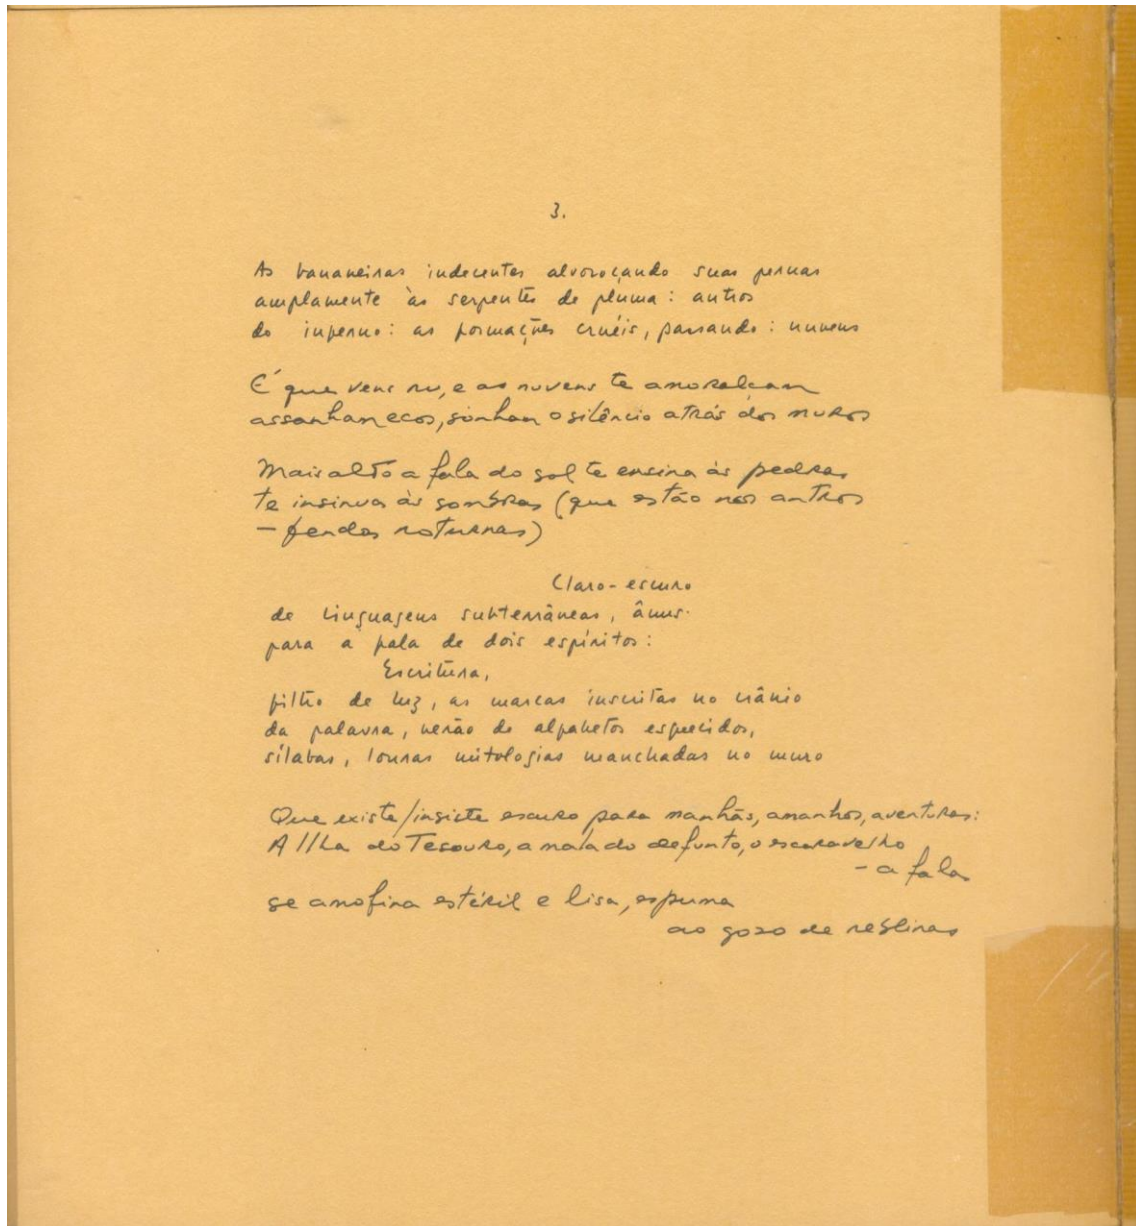 3.
As bananeiras indecentes alvoroçando suas pernas
amplamente às serpentes de pluma: antros
do inferno: as formações cruéis, passando: nuvens
É que vens nu, e as nuvens te amordaçam
assanham ecos, sonham o silêncio atrás dos muros
Mais alto a fala do sol te ensina às pedras
te insinua às sombras (que estão nos antros
– fendas noturnas)
Claro-escuro
de linguagens subterrâneas, ânus
para a fala de dois espíritos:
Escritura,
filho de luz, as marcas inscritas no crânio
da palavra, verão de alfabetos esquecidos,
sílabas, louras mitologias manchadas no muro
Que existe/insiste escuro para manhãs, amanhos, aventuras:
A Ilha do Tesouro, a mala do defunto, o escaravelho
– a fala
se amofina estéril e lisa, espuma
ao gozo de neblinas